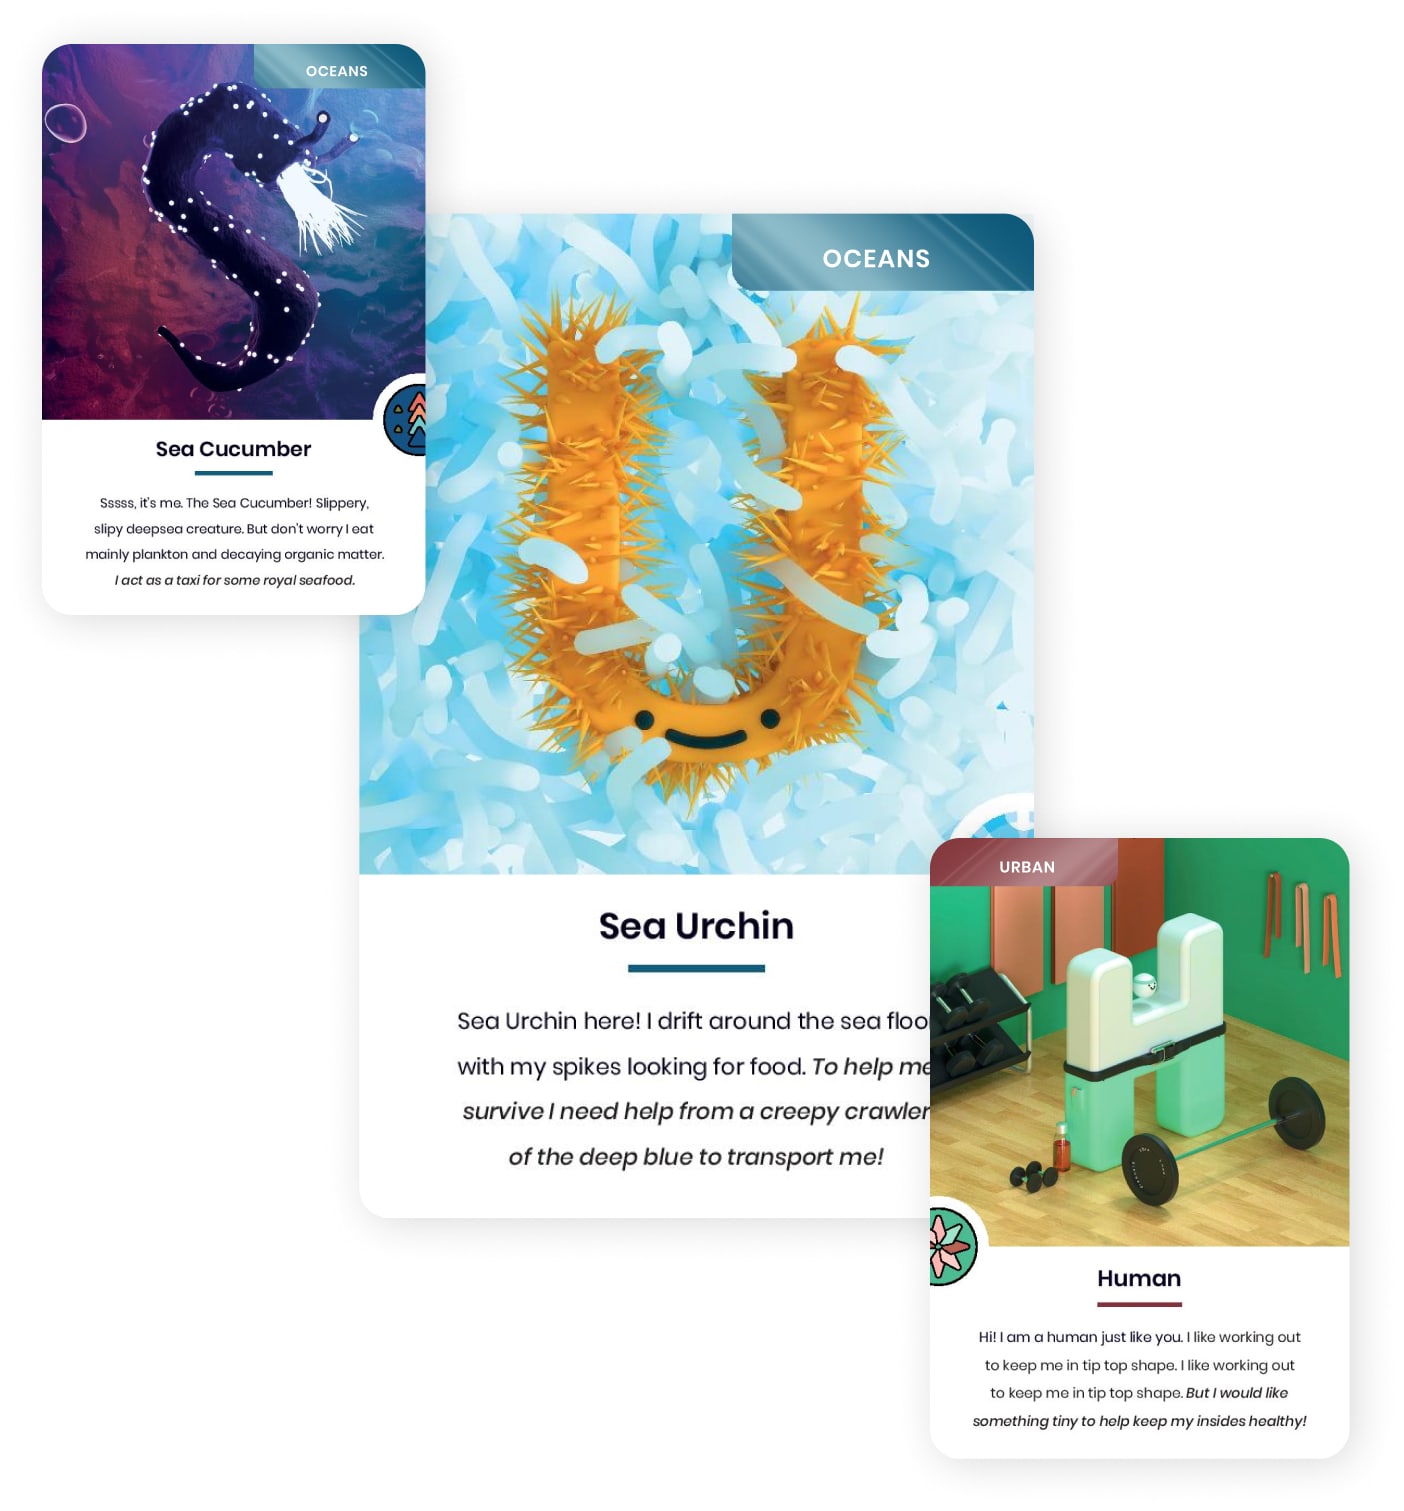 OCEANS
Sea Cucumber
Sssss, it's me. The Sea Cucumber! Slippery,
slipy deepsea creature. But don't worry I eat
mainly plankton and decaying organic matter.
I act as a taxi for some royal seafood.
OCEANS
Sea Urchin
Sea Urchin here! I drift around the sea floo
with my spikes looking for food. To help me
survive I need help from a creepy crawler
of the deep blue to transport me!
URBAN
Human
Hi! I am a human just like you. I like working out
to keep me in tip top shape. I like working out
to keep me in tip top shape. But I would like
something tiny to help keep my insides healthy!